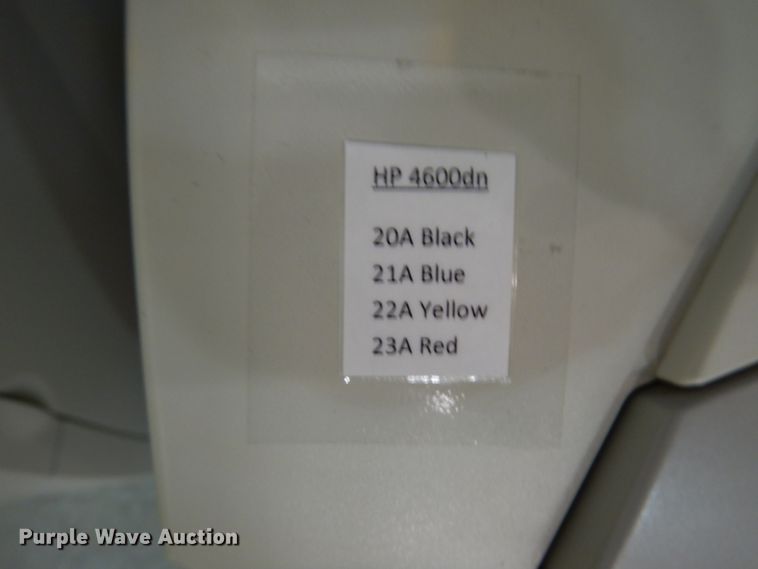 HP 4600dn
20A Black
21A Blue
22A Yellow
23A Red
Purple Wave Auction